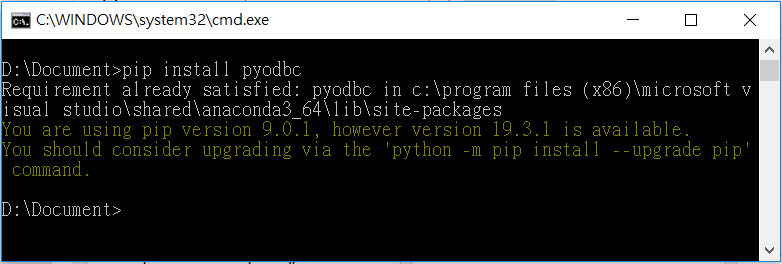 C:\WINDOWS\system32\cmd.exe
D:\Document>pip install pyodbc
Requirement already satisfied: pyodbc in c:\program files (x86)\microsoft v
isual studio\shared\anaconda3_64\lib\site-packages
You are using pip version 9.0.1, however version 19.3.1 is available.
You should consider upgrading via the 'python -m pip install --upgrade pip'
 command.
D:\Document>